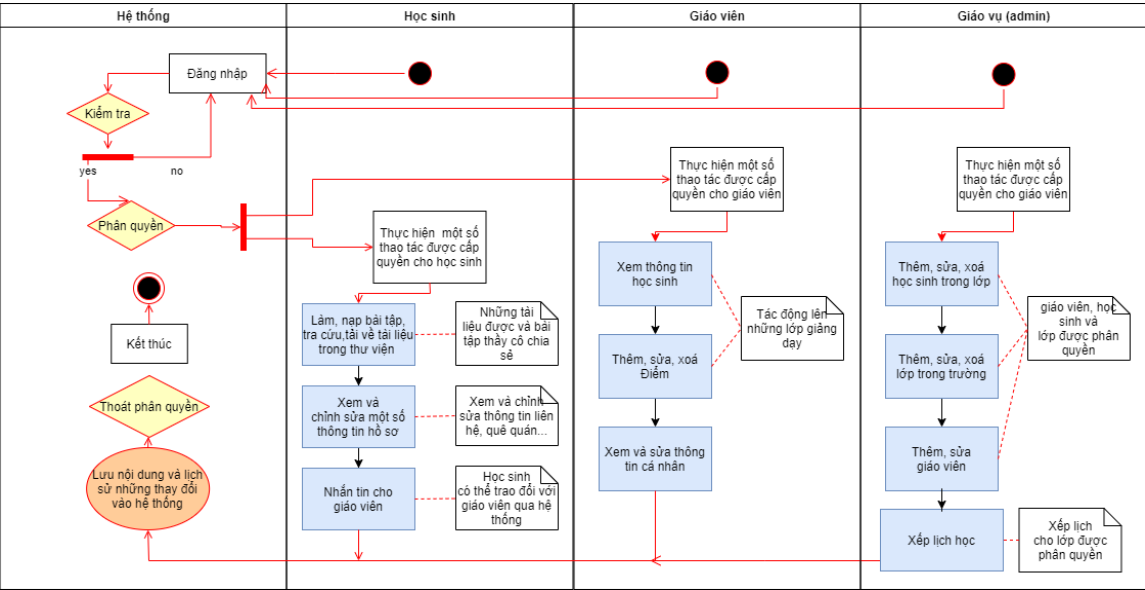 Hệ thống
Học sinh
Giáo viên
Giáo vụ (admin)
Đăng nhập
Kiểm tra
yes
no
Phân quyền
Kết thúc
Thoát phân quyền
Lưu nội dung và lịch
sử những thay đổi
vào hệ thống
Thực hiện một số
thao tác được cấp
quyền cho học sinh
Làm, nạp bài tập,
tra cứu,tải về tài liệu
trong thư viện
Những tài
liệu được và bài
tập thầy cô chia
sẻ
Xem và
chỉnh sửa một số
thông tin hồ sơ
Xem và chỉnh
sửa thông tin liên
hệ, quê quán...
Nhắn tin cho
giáo viên
Học sinh
có thể trao đổi với
giáo viên qua hệ
thống
Thực hiện một số
thao tác được cấp
quyền cho giáo viên
Xem thông tin
học sinh
Thêm, sửa, xoá
Điểm
Xem và sửa thông
tin cá nhân
Tác động lên
những lớp giảng
dạy
Thực hiện một số
thao tác được cấp
quyền cho giáo viên
Thêm, sửa, xoá
học sinh trong lớp
Thêm, sửa, xoá
lớp trong trường
Thêm, sửa
giáo viên
Xếp lịch học
giáo viên, học
sinh và
lớp được phân
quyền
Xếp lịch
cho lớp được
phân quyền